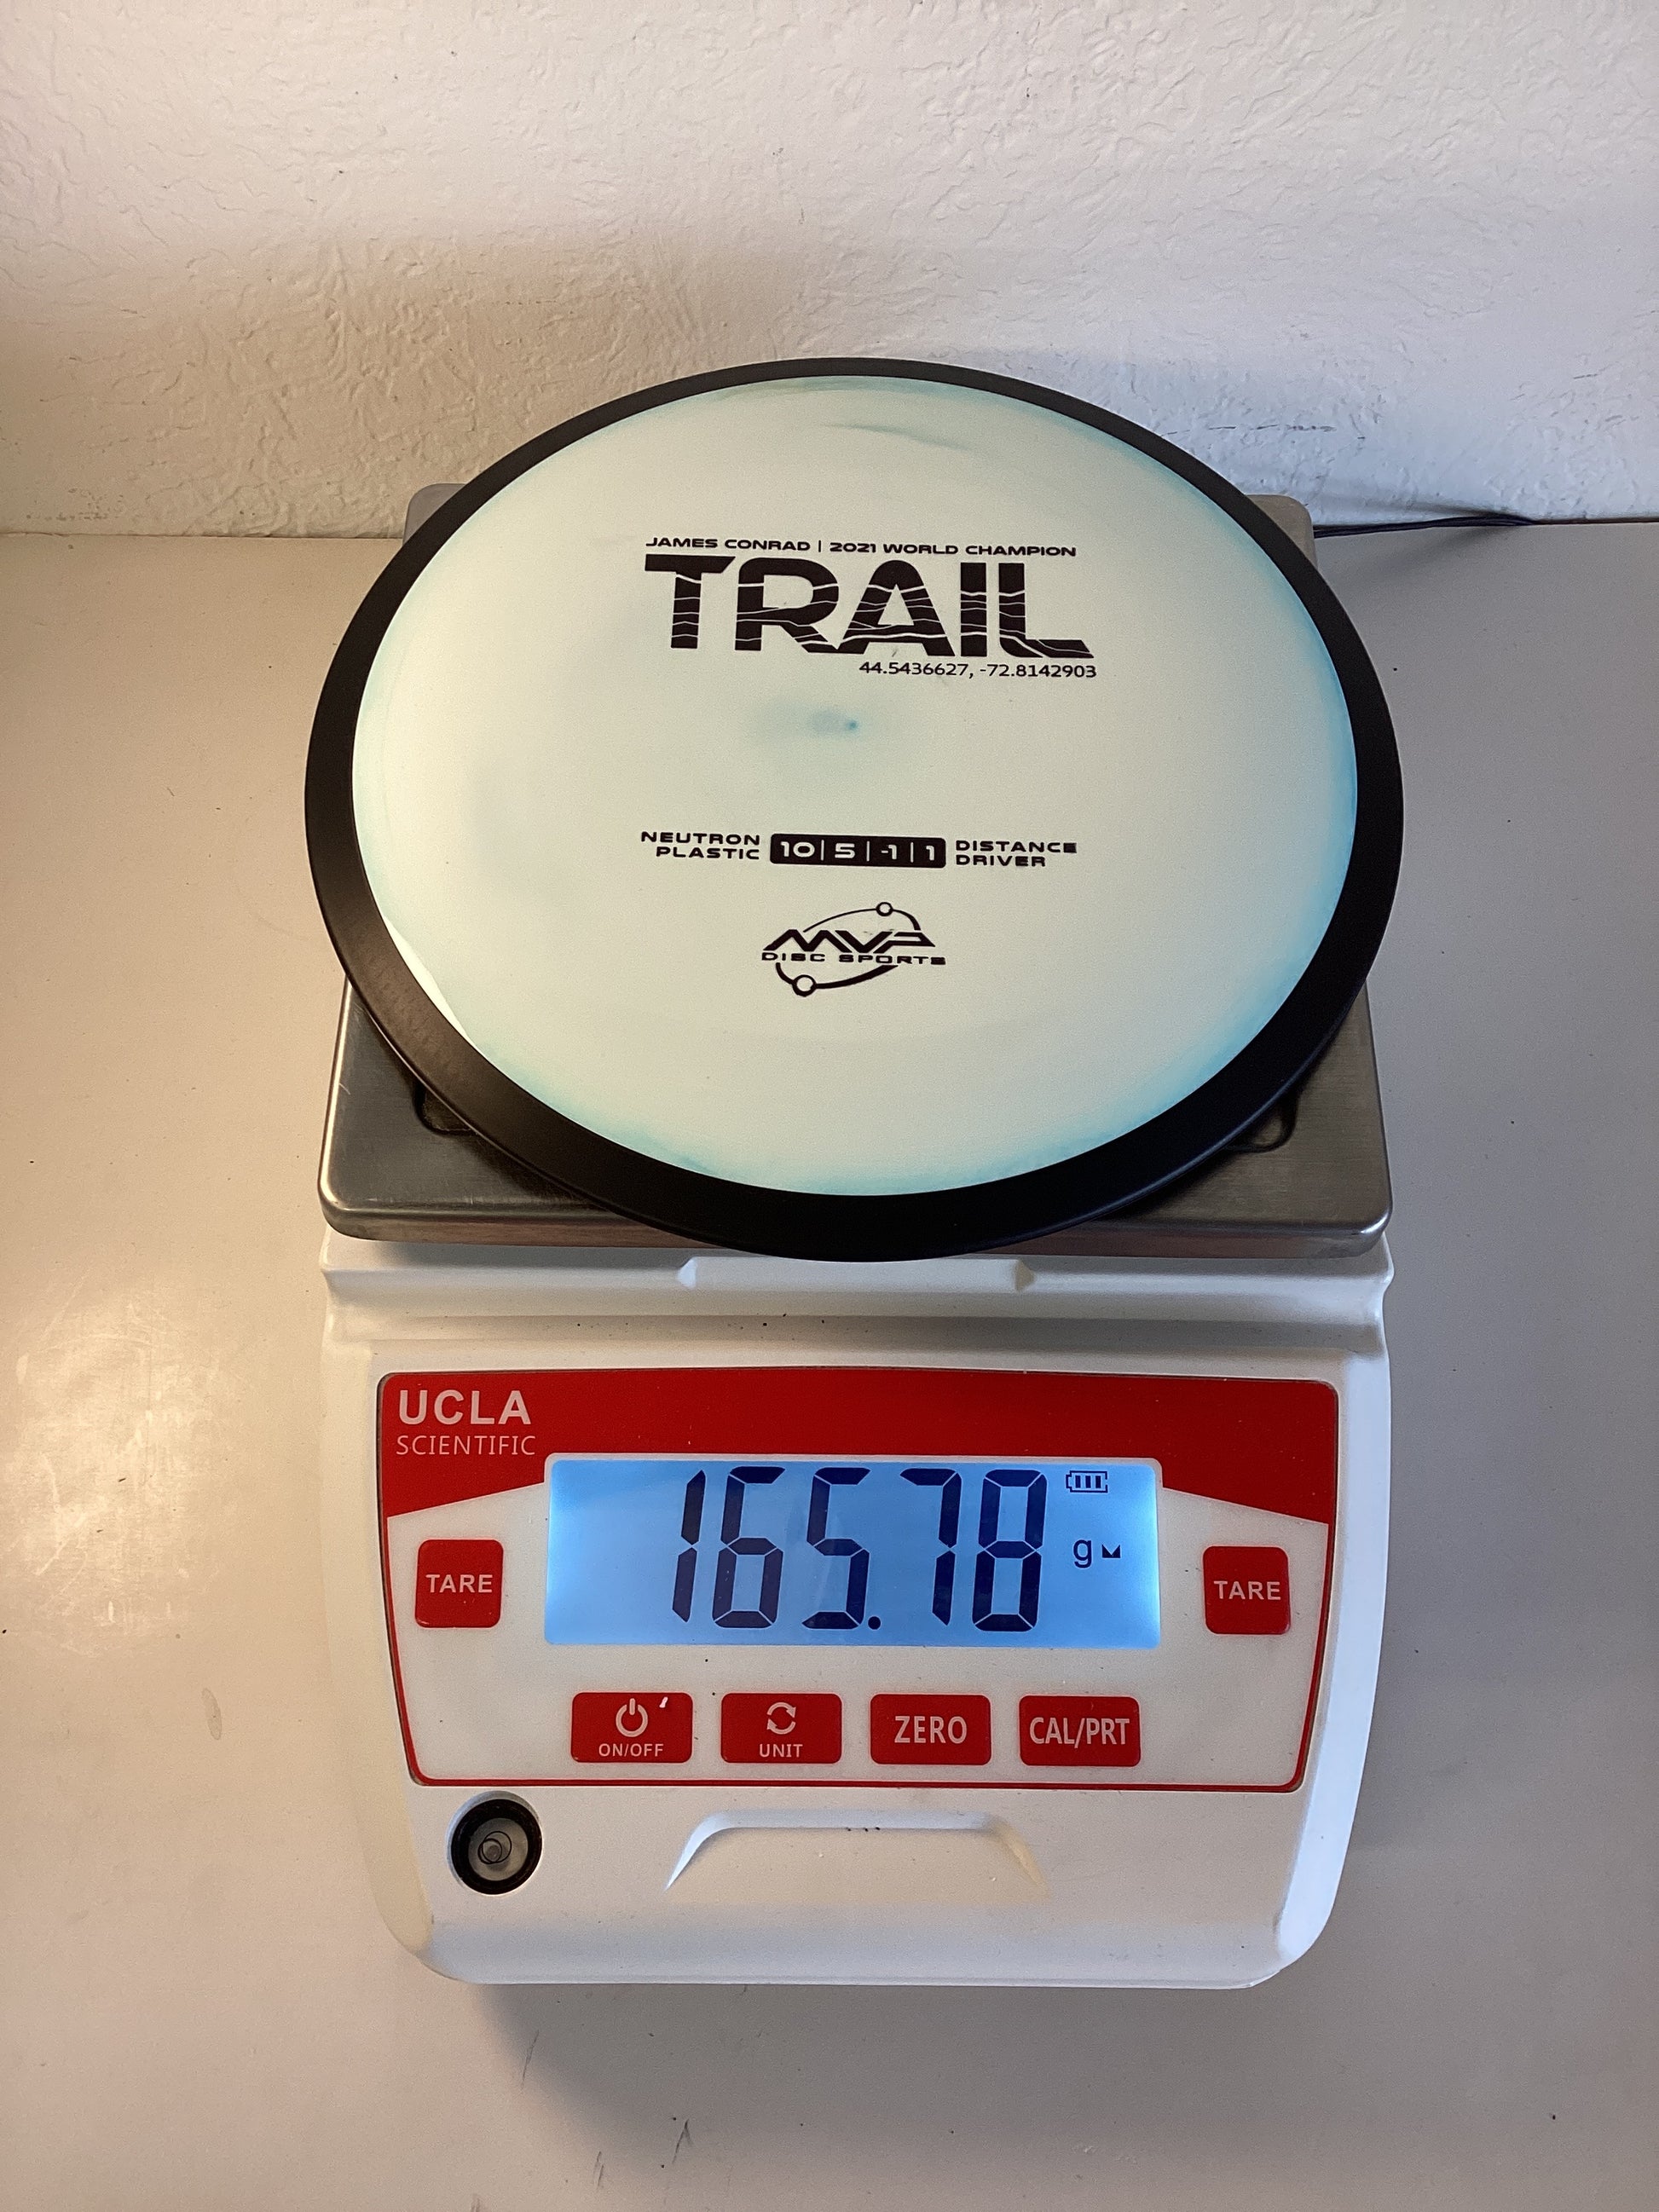 JAMES CONRAD | 2021 WORLD CHAMPION
TRAIL
44.5436627, -72.8142903
NEUTRON PLASTIC 10|5|-1|1 DISTANCE DRIVER
MVP
DISC SPORTS
UCLA
SCIENTIFIC
165.78 g
TARE
TARE
ON/OFF
UNIT
ZERO
CAL/PRT